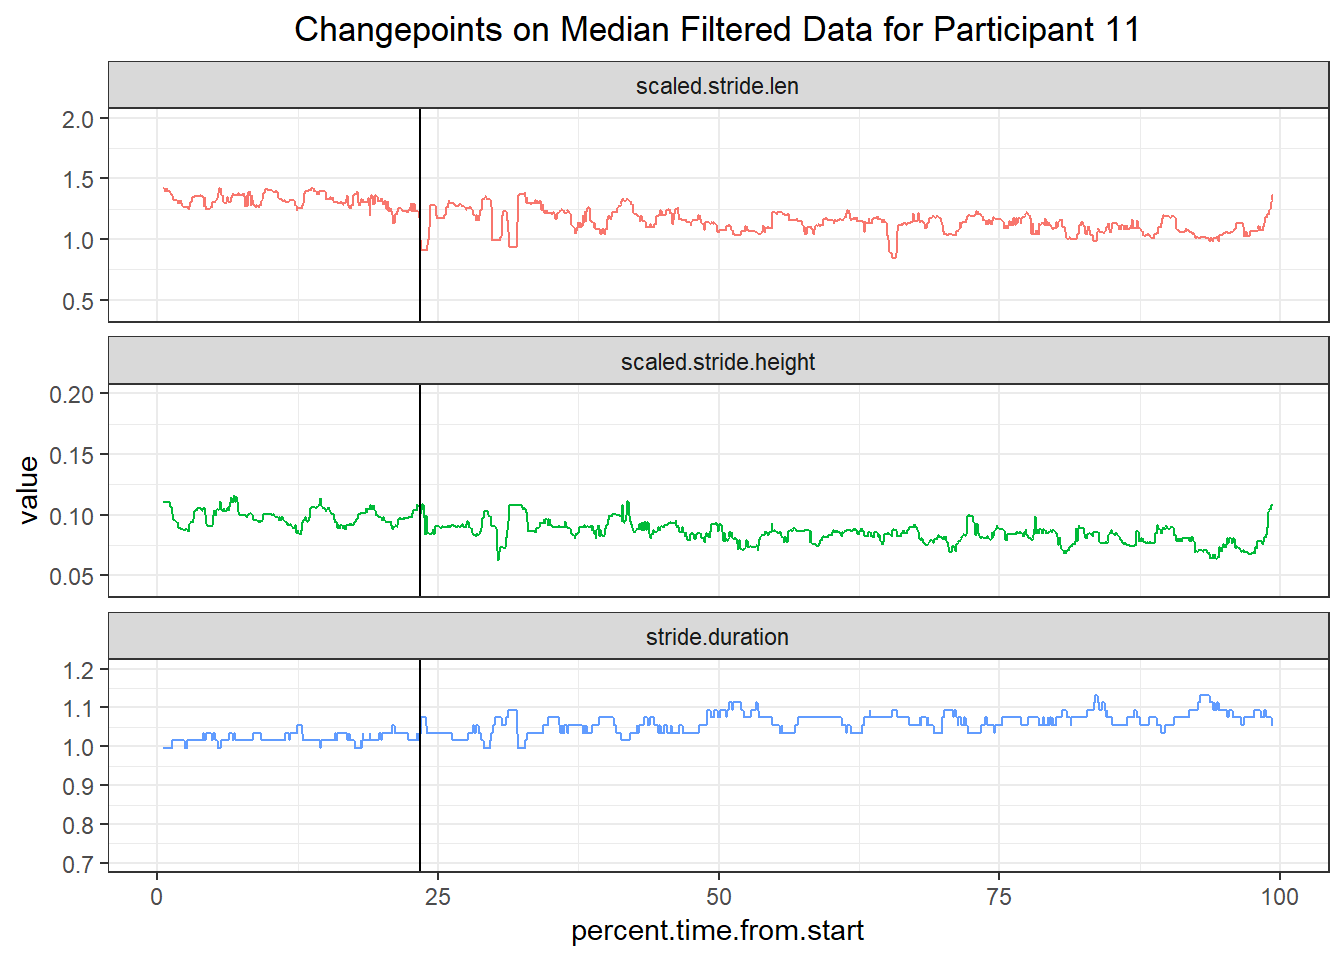 Changepoints on Median Filtered Data for Participant 11
scaled.stride.len
2.0
1.5
1.0
0.5
scaled.stride.height
0.20
0.15
0.10
0.05
value
stride.duration
1.2
1.1
1.0
0.9
0.8
0.7
0 25 50 75 100
percent.time.from.start